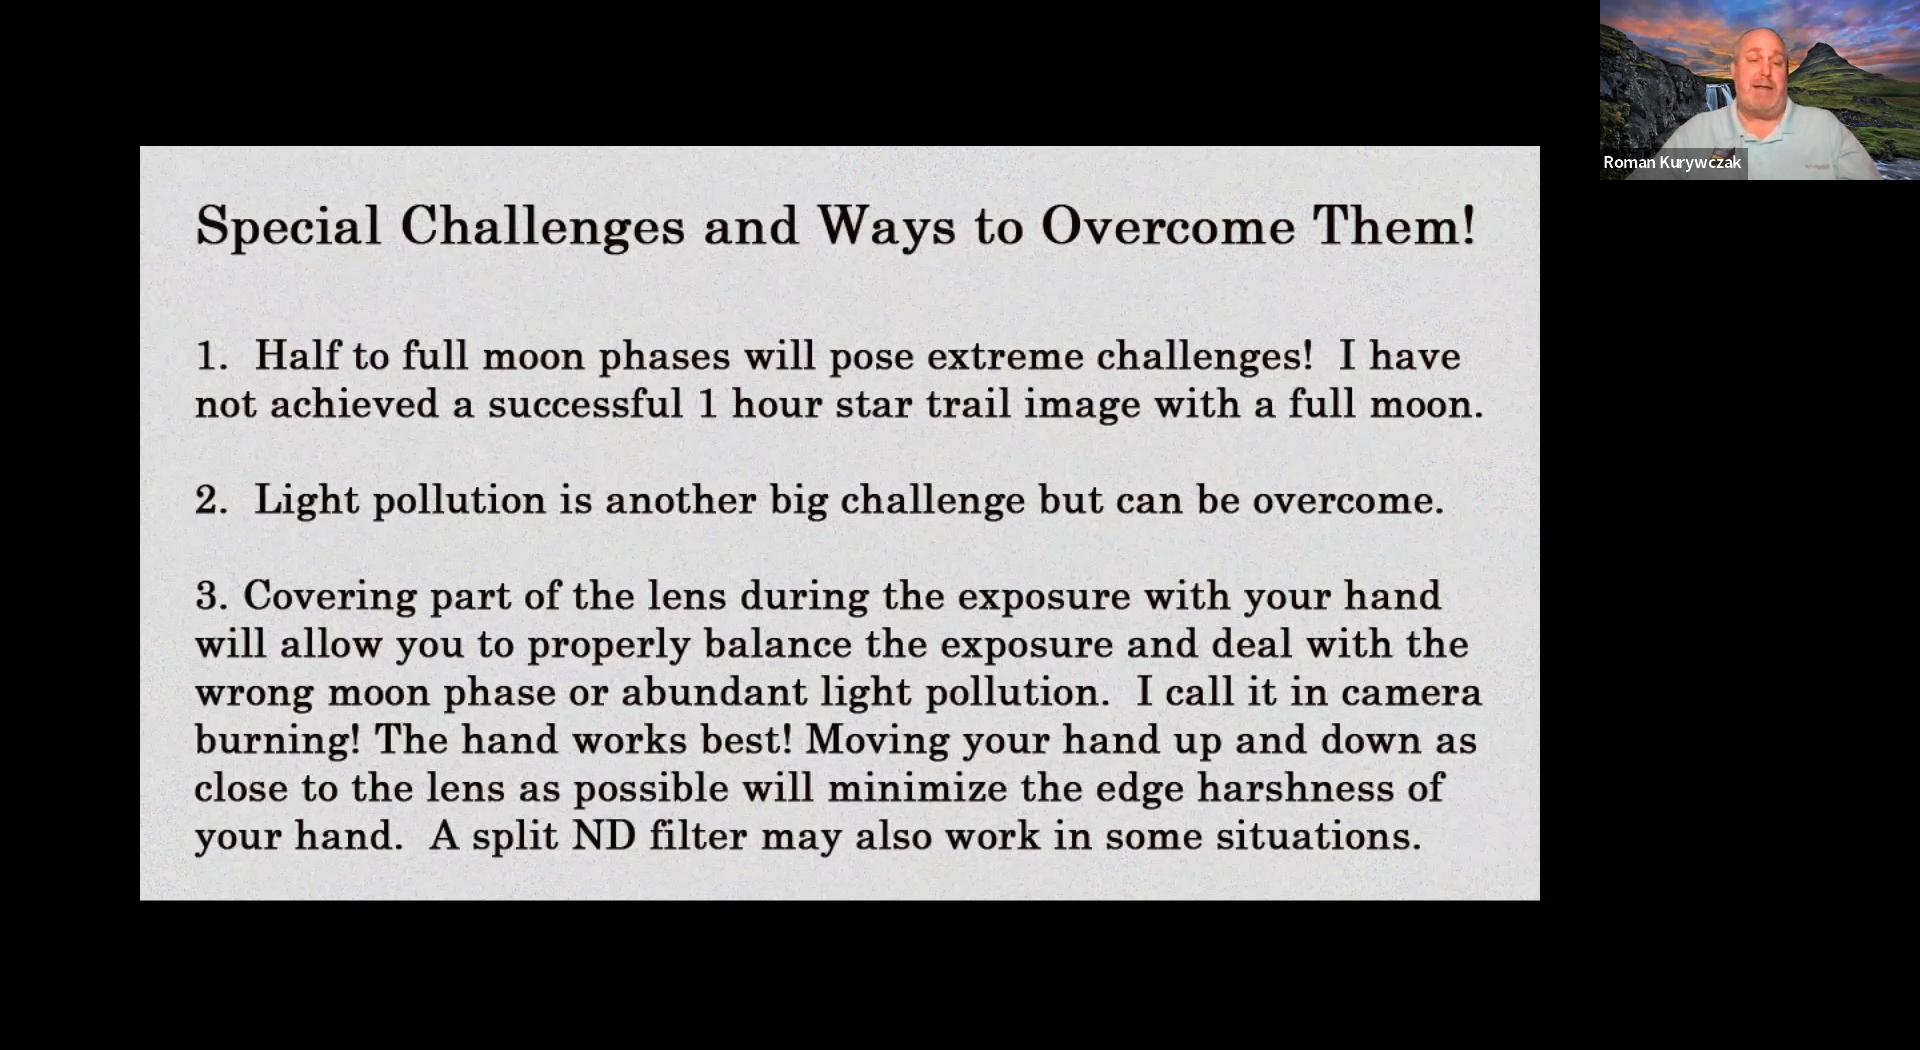 Special Challenges and Ways to Overcome Them!
1. Half to full moon phases will pose extreme challenges! I have
not achieved a successful 1 hour star trail image with a full moon.
2. Light pollution is another big challenge but can be overcome.
3. Covering part of the lens during the exposure with your hand
will allow you to properly balance the exposure and deal with the
wrong moon phase or abundant light pollution. I call it in camera
burning! The hand works best! Moving your hand up and down as
close to the lens as possible will minimize the edge harshness of
your hand. A split ND filter may also work in some situations.
Roman Kurywczak